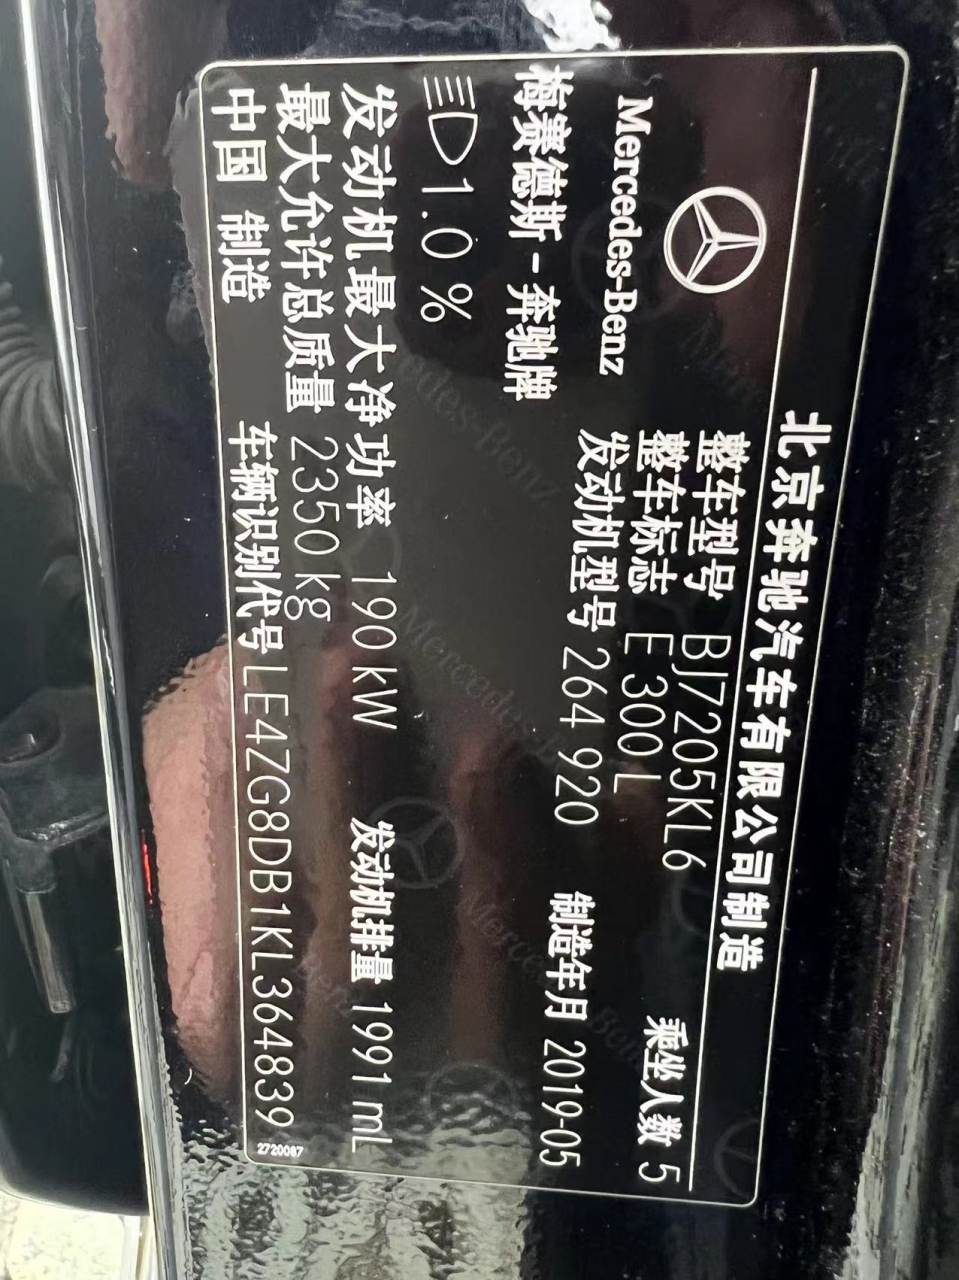 北京奔驰汽车有限公司制造
Mercedes-Benz
整车型号 BJ7205KL6
乘坐人数 5
整车标志 E 300 L
发动机型号 264 920
制造年月 2019-05
梅赛德斯-奔驰牌
1.0 %
发动机最大净功率 190 kW
发动机排量 1991 mL
最大允许总质量 2350 kg
中国 制造
车辆识别代号 LE4ZG8DB1KL364839
2720087